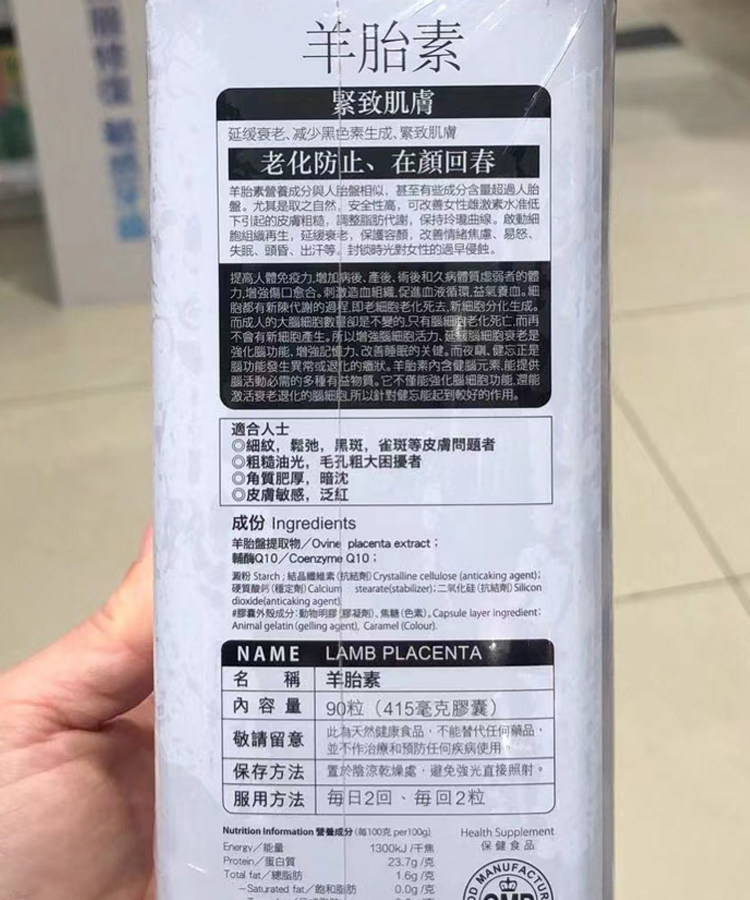 羊胎素
緊致肌膚
延缓衰老、减少黑色素生成、緊致肌膚
老化防止、在顏回春
羊胎素營養成分與人胎盤相似，甚至有些成分含量超過人胎
盤。尤其是取之自然，安全性高，可改善女性雌激素水准低
下引起的皮膚粗糙，調整脂肪代謝，保持玲瓏曲線。啟動細
胞組織再生，延缓衰老，保護容顏，改善情緒焦慮、易怒、
失眠、頭昏、出汗等。封鎖時光對女性的過早侵蝕。
提高人體免疫力,增加病後、產後、術後和久病體質虛弱者的體
力,增強傷口愈合。刺激造血組織,促進血液循環,益氣養血。細
胞都有新陳代謝的過程,即老細胞老化死去,新細胞分化生成。
而成人的大腦細胞數量卻是不變的,只有腦細胞老化死亡,而再
不會有新細胞產生。所以增強腦細胞活力、延緩腦細胞衰老是
強化腦功能、增強記憶力、改善睡眠的关键。而夜瞓、健忘正是
腦功能發生異常或退化的癥狀。羊胎素內含健腦元素,能提供
腦活動必需的多種有益物質。它不僅能強化腦細胞功能,還能
激活衰老退化的腦細胞,所以針對健忘能起到較好的作用。
適合人士
◎細紋，鬆弛，黑斑，雀斑等皮膚問題者
◎粗糙油光，毛孔粗大困擾者
◎角質肥厚，暗沈
◎皮膚敏感，泛紅
成份 Ingredients
羊胎盤提取物／Ovine placenta extract；
輔酶Q10／Coenzyme Q10；
澱粉 Starch；結晶纖維素（抗結劑）Crystalline cellulose (anticaking agent)；
硬質酸鈣（穩定劑）Calcium stearate(stabilizer)；二氧化硅（抗結劑）Silicon
dioxide(anticaking agent)
#膠囊外殼成分：動物明膠（膠凝劑）、焦糖（色素）。Capsule layer ingredient:
Animal gelatin (gelling agent), Caramel (Colour).
NAME LAMB PLACENTA
名稱 羊胎素
內容量 90粒（415毫克膠囊）
敬請留意 此為天然健康食品，不能替代任何藥品，
並不作治療和預防任何疾病使用。
保存方法 置於陰涼乾燥處，避免強光直接照射。
服用方法 每日2回、每回2粒
Nutrition Information 營養成分（每100克 per100g）
Health Supplement
保健食品
Energy／能量 1300kJ /千焦
Protein／蛋白質 23.7g /克
Total fat／總脂肪 1.6g /克
－Saturated fat／飽和脂肪 0.0g /克
MANUFACTUR
GMP